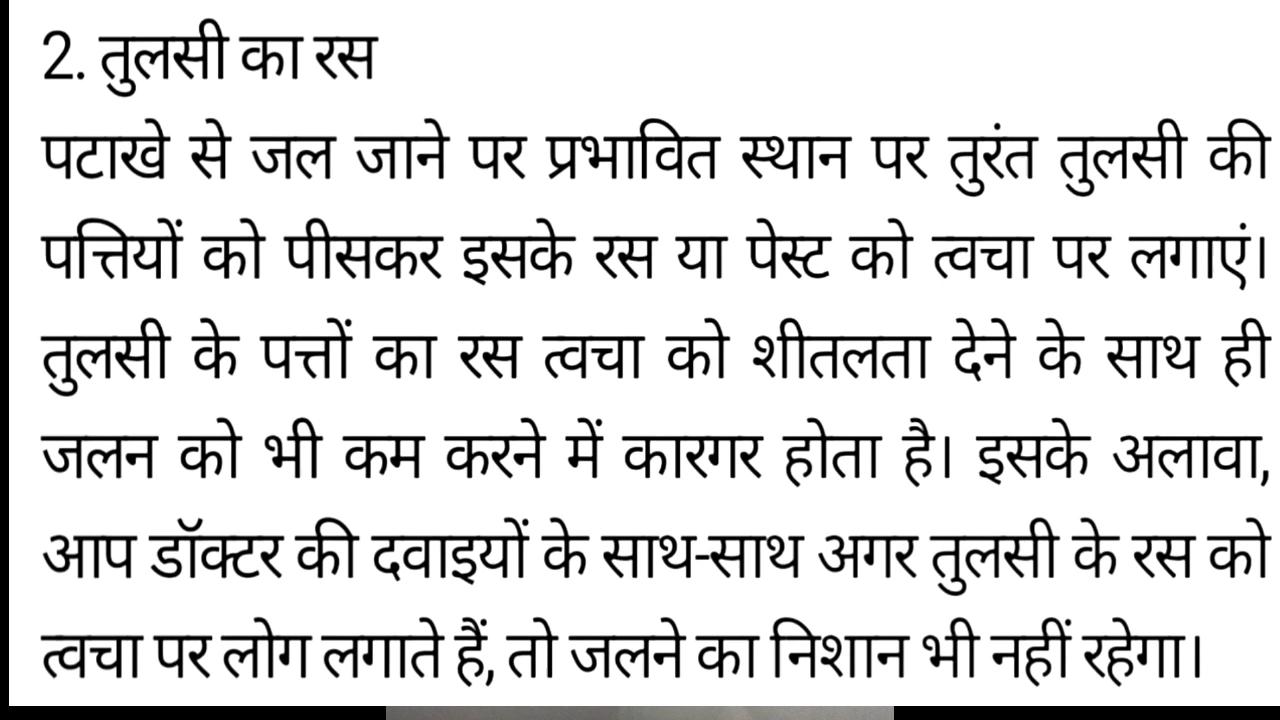 2. तुलसी का रस
पटाखे से जल जाने पर प्रभावित स्थान पर तुरंत तुलसी की
पत्तियों को पीसकर इसके रस या पेस्ट को त्वचा पर लगाएं।
तुलसी के पत्तों का रस त्वचा को शीतलता देने के साथ ही
जलन को भी कम करने में कारगर होता है। इसके अलावा,
आप डॉक्टर की दवाइयों के साथ-साथ अगर तुलसी के रस को
त्वचा पर लोग लगाते हैं, तो जलने का निशान भी नहीं रहेगा।